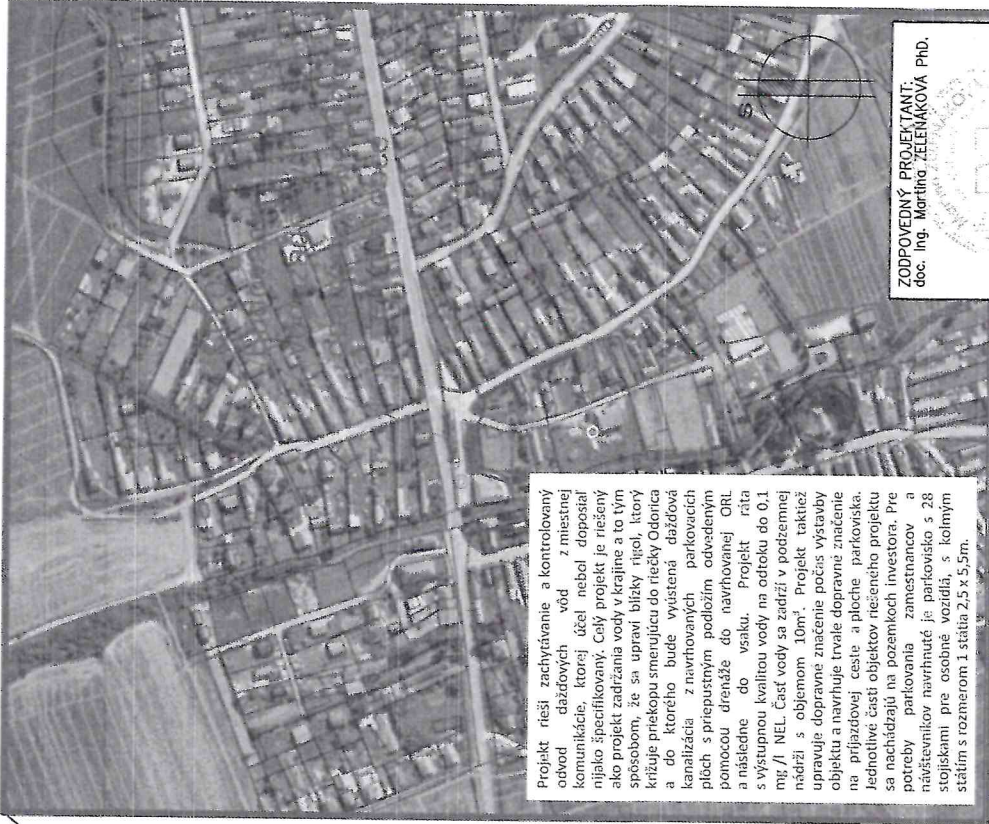 Projekt rieši zachytávanie a kontrolovaný
odvod dažďových vôd z miestnej
komunikácie, ktorej účel nebol doposiaľ
nijako špecifikovaný. Celý projekt je riešený
ako projekt zadržania vody v krajine a to tým
spôsobom, že sa upraví blízky rigol, ktorý
križuje priekopu smerujúcu do riečky Odorica
a do ktorého bude vyústená dažďová
kanalizácia z navrhovaných parkovacích
plôch s priepustným podložím odvedeným
pomocou drenáže do navrhovanej ORL
a následne do vsaku. Projekt ráta
s výstupnou kvalitou vody na odtoku do 0,1
mg /l NEL. Časť vody sa zadrží v podzemnej
nádrži s objemom 10m³. Projekt taktiež
upravuje dopravne značenie počas výstavby
objektu a navrhuje trvale dopravné značenie
na príjazdovej ceste a ploche parkoviska.
Jednotlivé časti objektov riešeného projektu
sa nachádzajú na pozemkoch investora. Pre
potreby parkovania zamestnancov a
návštevníkov navrhnuté je parkovisko s 28
stojiskami pre osobné vozidlá, s kolmým
státím s rozmerom 1 státia 2,5 x 5,5m.
S
ZODPOVEDNÝ PROJEKTANT:
doc. Ing. Martina ZELEŇÁKOVÁ PhD.